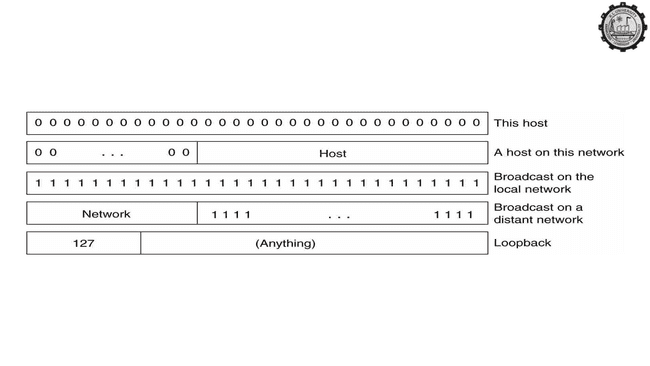 0 0 0 0 0 0 0 0 0 0 0 0 0 0 0 0 0 0 0 0 0 0 0 0 0 0 0 0 0 0 0 0 This host
0 0 ... 0 0 Host A host on this network
1 1 1 1 1 1 1 1 1 1 1 1 1 1 1 1 1 1 1 1 1 1 1 1 1 1 1 1 1 1 1 1 Broadcast on the
local network
Network 1 1 1 1 ... 1 1 1 1 Broadcast on a
distant network
127 (Anything) Loopback